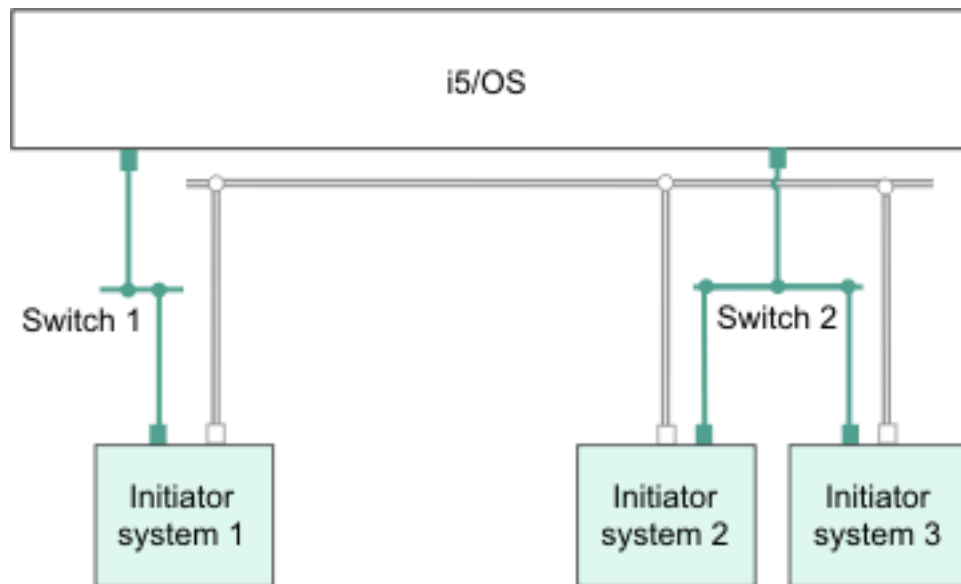 i5/OS
Switch 1
Switch 2
Initiator
system 1
Initiator
system 2
Initiator
system 3